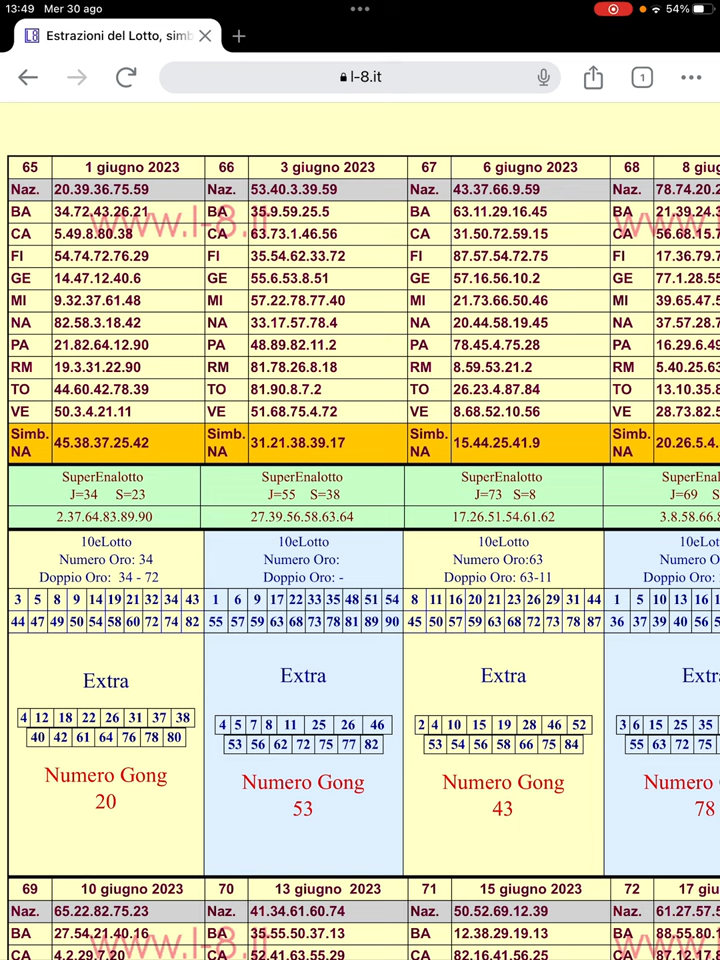 13:49 Mer 30 ago 54%
Estrazioni del Lotto, simb
l-8.it 1
65 1 giugno 2023 66 3 giugno 2023 67 6 giugno 2023 68 8 giug
Naz. 20.39.36.75.59 Naz. 53.40.3.39.59 Naz. 43.37.66.9.59 Naz. 78.74.20.2
BA 34.72.43.26.21 BA 35.9.59.25.5 BA 63.11.29.16.45 BA 21.39.24.3
www.l-8.it www
CA 5.49.8.80.38 CA 63.73.1.46.56 CA 31.50.72.59.15 CA 56.68.15.7
FI 54.74.72.76.29 FI 35.54.62.33.72 FI 87.57.54.72.75 FI 17.36.79.7
GE 14.47.12.40.6 GE 55.6.53.8.51 GE 57.16.56.10.2 GE 77.1.28.55
MI 9.32.37.61.48 MI 57.22.78.77.40 MI 21.73.66.50.46 MI 39.65.47.5
NA 82.58.3.18.42 NA 33.17.57.78.4 NA 20.44.58.19.45 NA 37.57.28.7
PA 21.82.64.12.90 PA 48.89.82.11.2 PA 78.45.4.75.28 PA 16.29.6.49
RM 19.3.31.22.90 RM 81.78.26.8.18 RM 8.59.53.21.2 RM 5.40.25.63
TO 44.60.42.78.39 TO 81.90.8.7.2 TO 26.23.4.87.84 TO 13.10.35.8
VE 50.3.4.21.11 VE 51.68.75.4.72 VE 8.68.52.10.56 VE 28.73.82.5
Simb. NA 45.38.37.25.42 Simb. NA 31.21.38.39.17 Simb. NA 15.44.25.41.9 Simb. NA 20.26.5.4.
SuperEnalotto SuperEnalotto SuperEnalotto SuperEnal
J=34 S=23 J=55 S=38 J=73 S=8 J=69 S
2.37.64.83.89.90 27.39.56.58.63.64 17.26.51.54.61.62 3.8.58.66.8
10eLotto 10eLotto 10eLotto 10eLott
Numero Oro: 34 Numero Oro: Numero Oro:63 Numero O
Doppio Oro: 34 - 72 Doppio Oro: - Doppio Oro: 63-11 Doppio Oro:
3 5 8 9 14 19 21 32 34 43 1 6 9 17 22 33 35 48 51 54 8 11 16 20 21 23 26 29 31 44 1 5 10 13 16 1
44 47 49 50 54 58 60 72 74 82 55 57 59 63 68 73 78 81 89 90 45 50 57 59 63 68 72 73 78 87 36 37 39 40 56 5
Extra Extra Extra Extr
4 12 18 22 26 31 37 38 4 5 7 8 11 25 26 46 2 4 10 15 19 28 46 52 3 6 15 25 35
40 42 61 64 76 78 80 53 56 62 72 75 77 82 53 54 56 58 66 75 84 55 63 72 75
Numero Gong Numero Gong Numero Gong Numero
20 53 43 78
69 10 giugno 2023 70 13 giugno 2023 71 15 giugno 2023 72 17 giu
Naz. 65.22.82.75.23 Naz. 41.34.61.60.74 Naz. 50.52.69.12.39 Naz. 61.27.57.5
BA 27.54.21.40.16 BA 35.55.50.37.13 BA 12.38.29.19.13 BA 88.55.80.1
www.l-8.it www
CA 4.2.29.7.20 CA 52.41.63.55.29 CA 82.16.41.56.25 CA 87.12.17.8